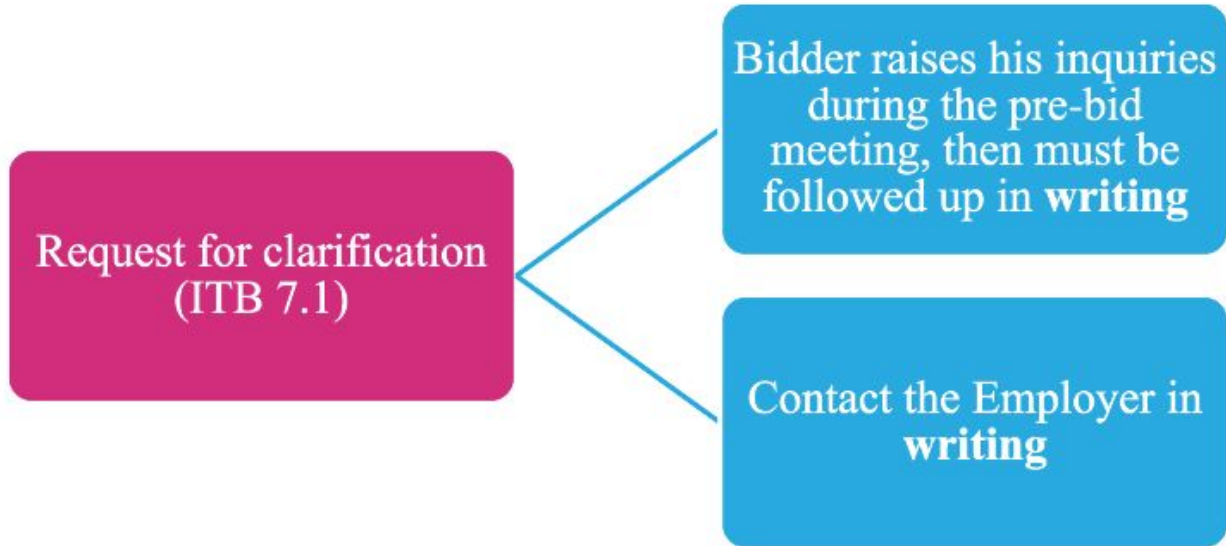 Request for clarification
(ITB 7.1)
Bidder raises his inquiries
during the pre-bid
meeting, then must be
followed up in writing
Contact the Employer in
writing